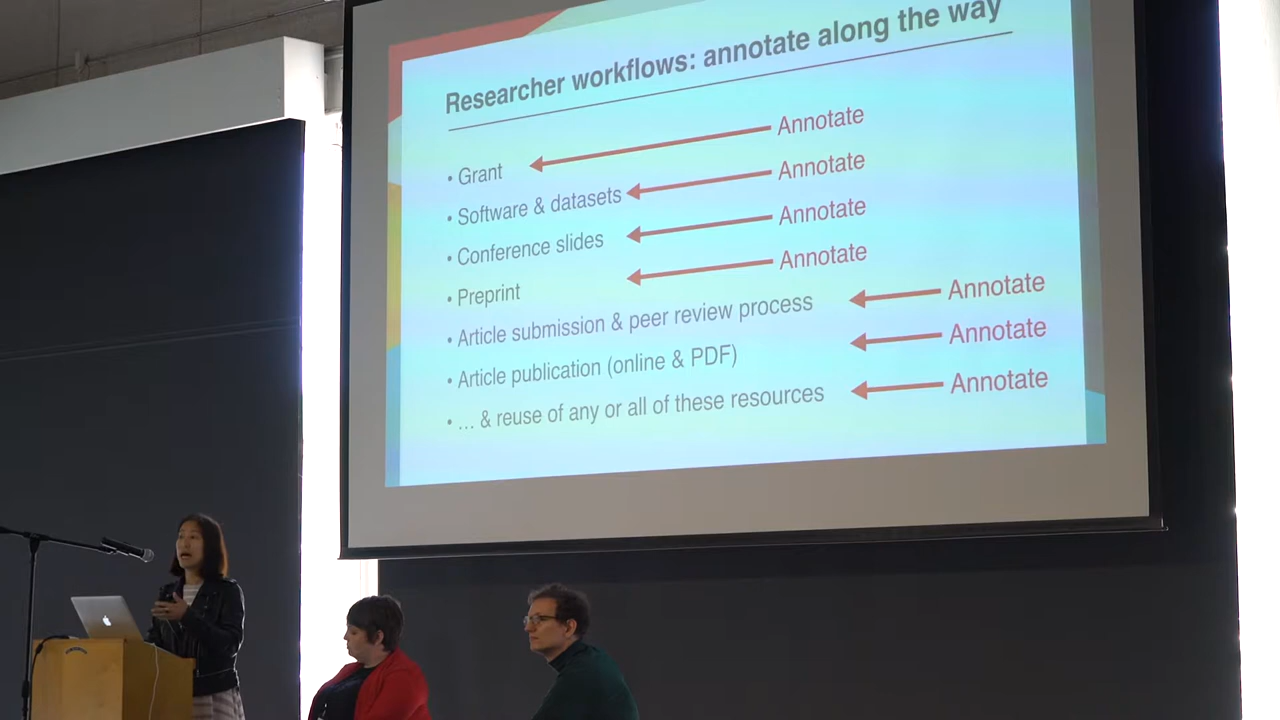 Researcher workflows: annotate along the way
• Grant Annotate
• Software & datasets Annotate
• Conference slides Annotate
• Preprint Annotate
• Article submission & peer review process Annotate
• Article publication (online & PDF) Annotate
• ... & reuse of any or all of these resources Annotate